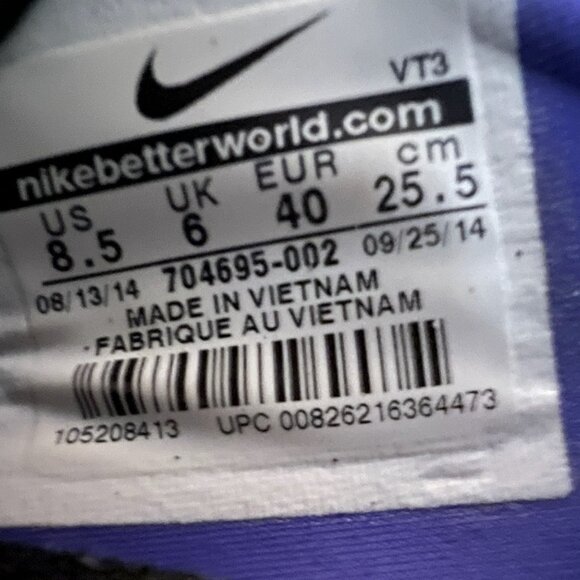 VT3
nikebetterworld.com
US UK EUR cm
8.5 6 40 25.5
08/13/14 704695-002 09/25/14
MADE IN VIETNAM
FABRIQUE AU VIETNAM
105208413 UPC 00826216364473